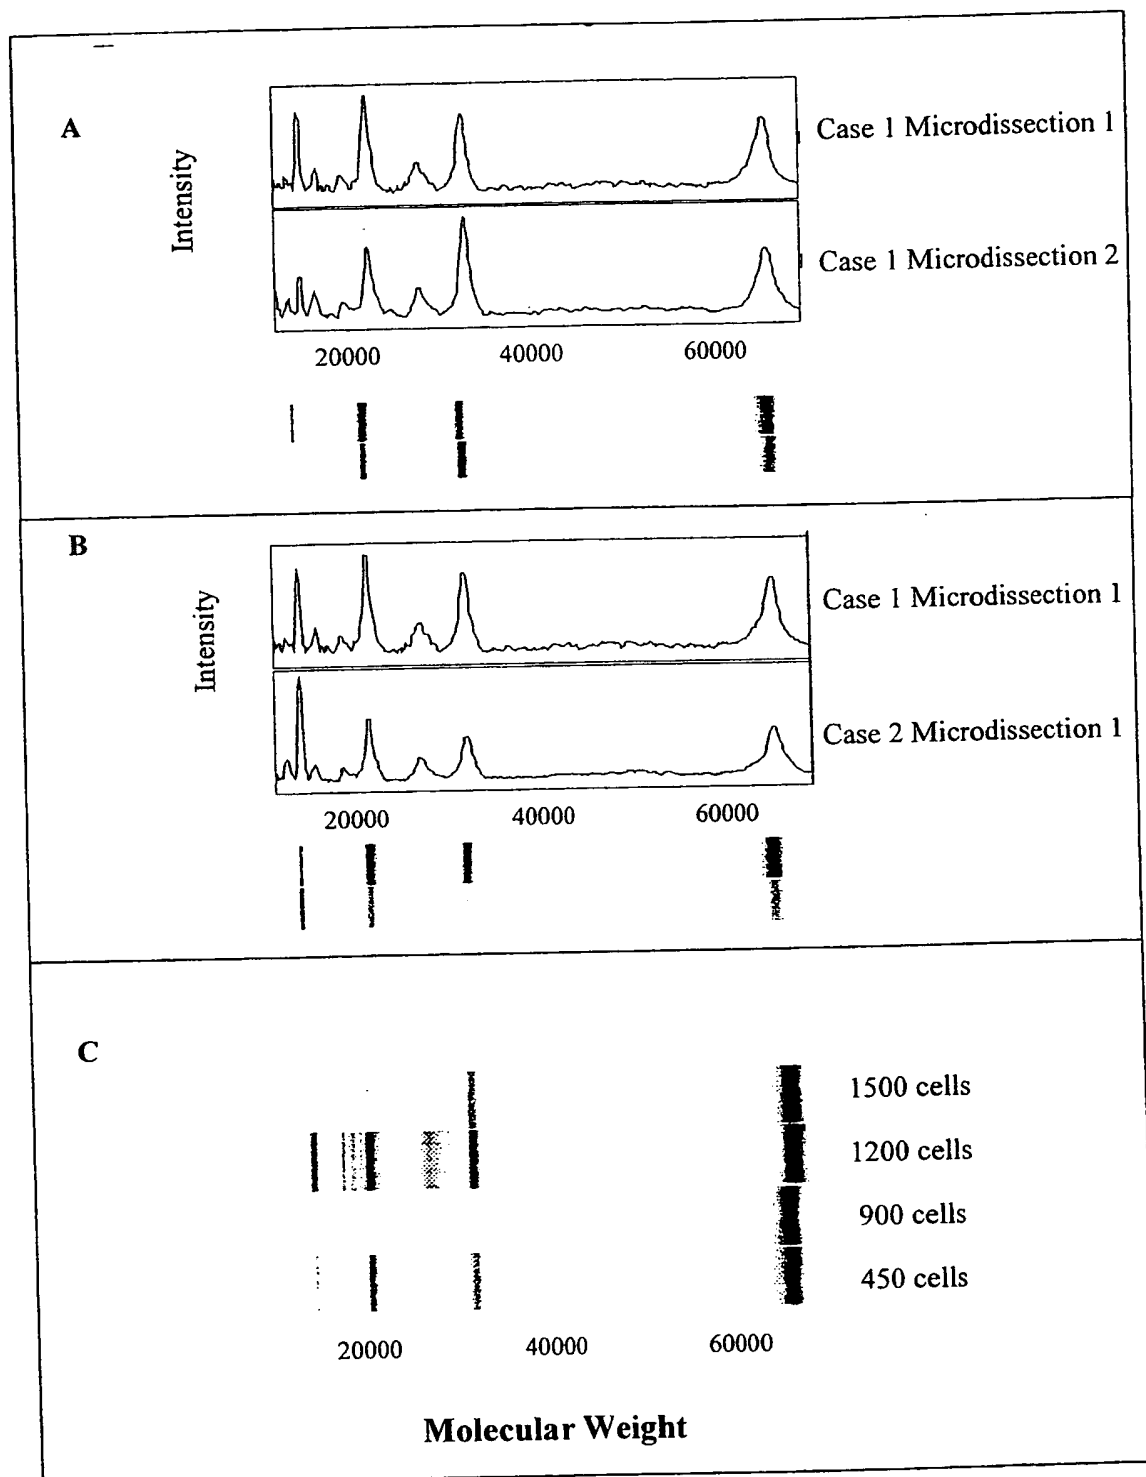 A
Intensity
Case 1 Microdissection 1
Case 1 Microdissection 2
20000 40000 60000
B
Intensity
Case 1 Microdissection 1
Case 2 Microdissection 1
20000 40000 60000
C
1500 cells
1200 cells
900 cells
450 cells
20000 40000 60000
Molecular Weight